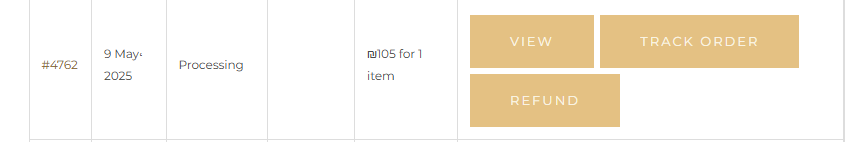 #4762
9 May، 2025
Processing
₪105 for 1 item
VIEW
TRACK ORDER
REFUND